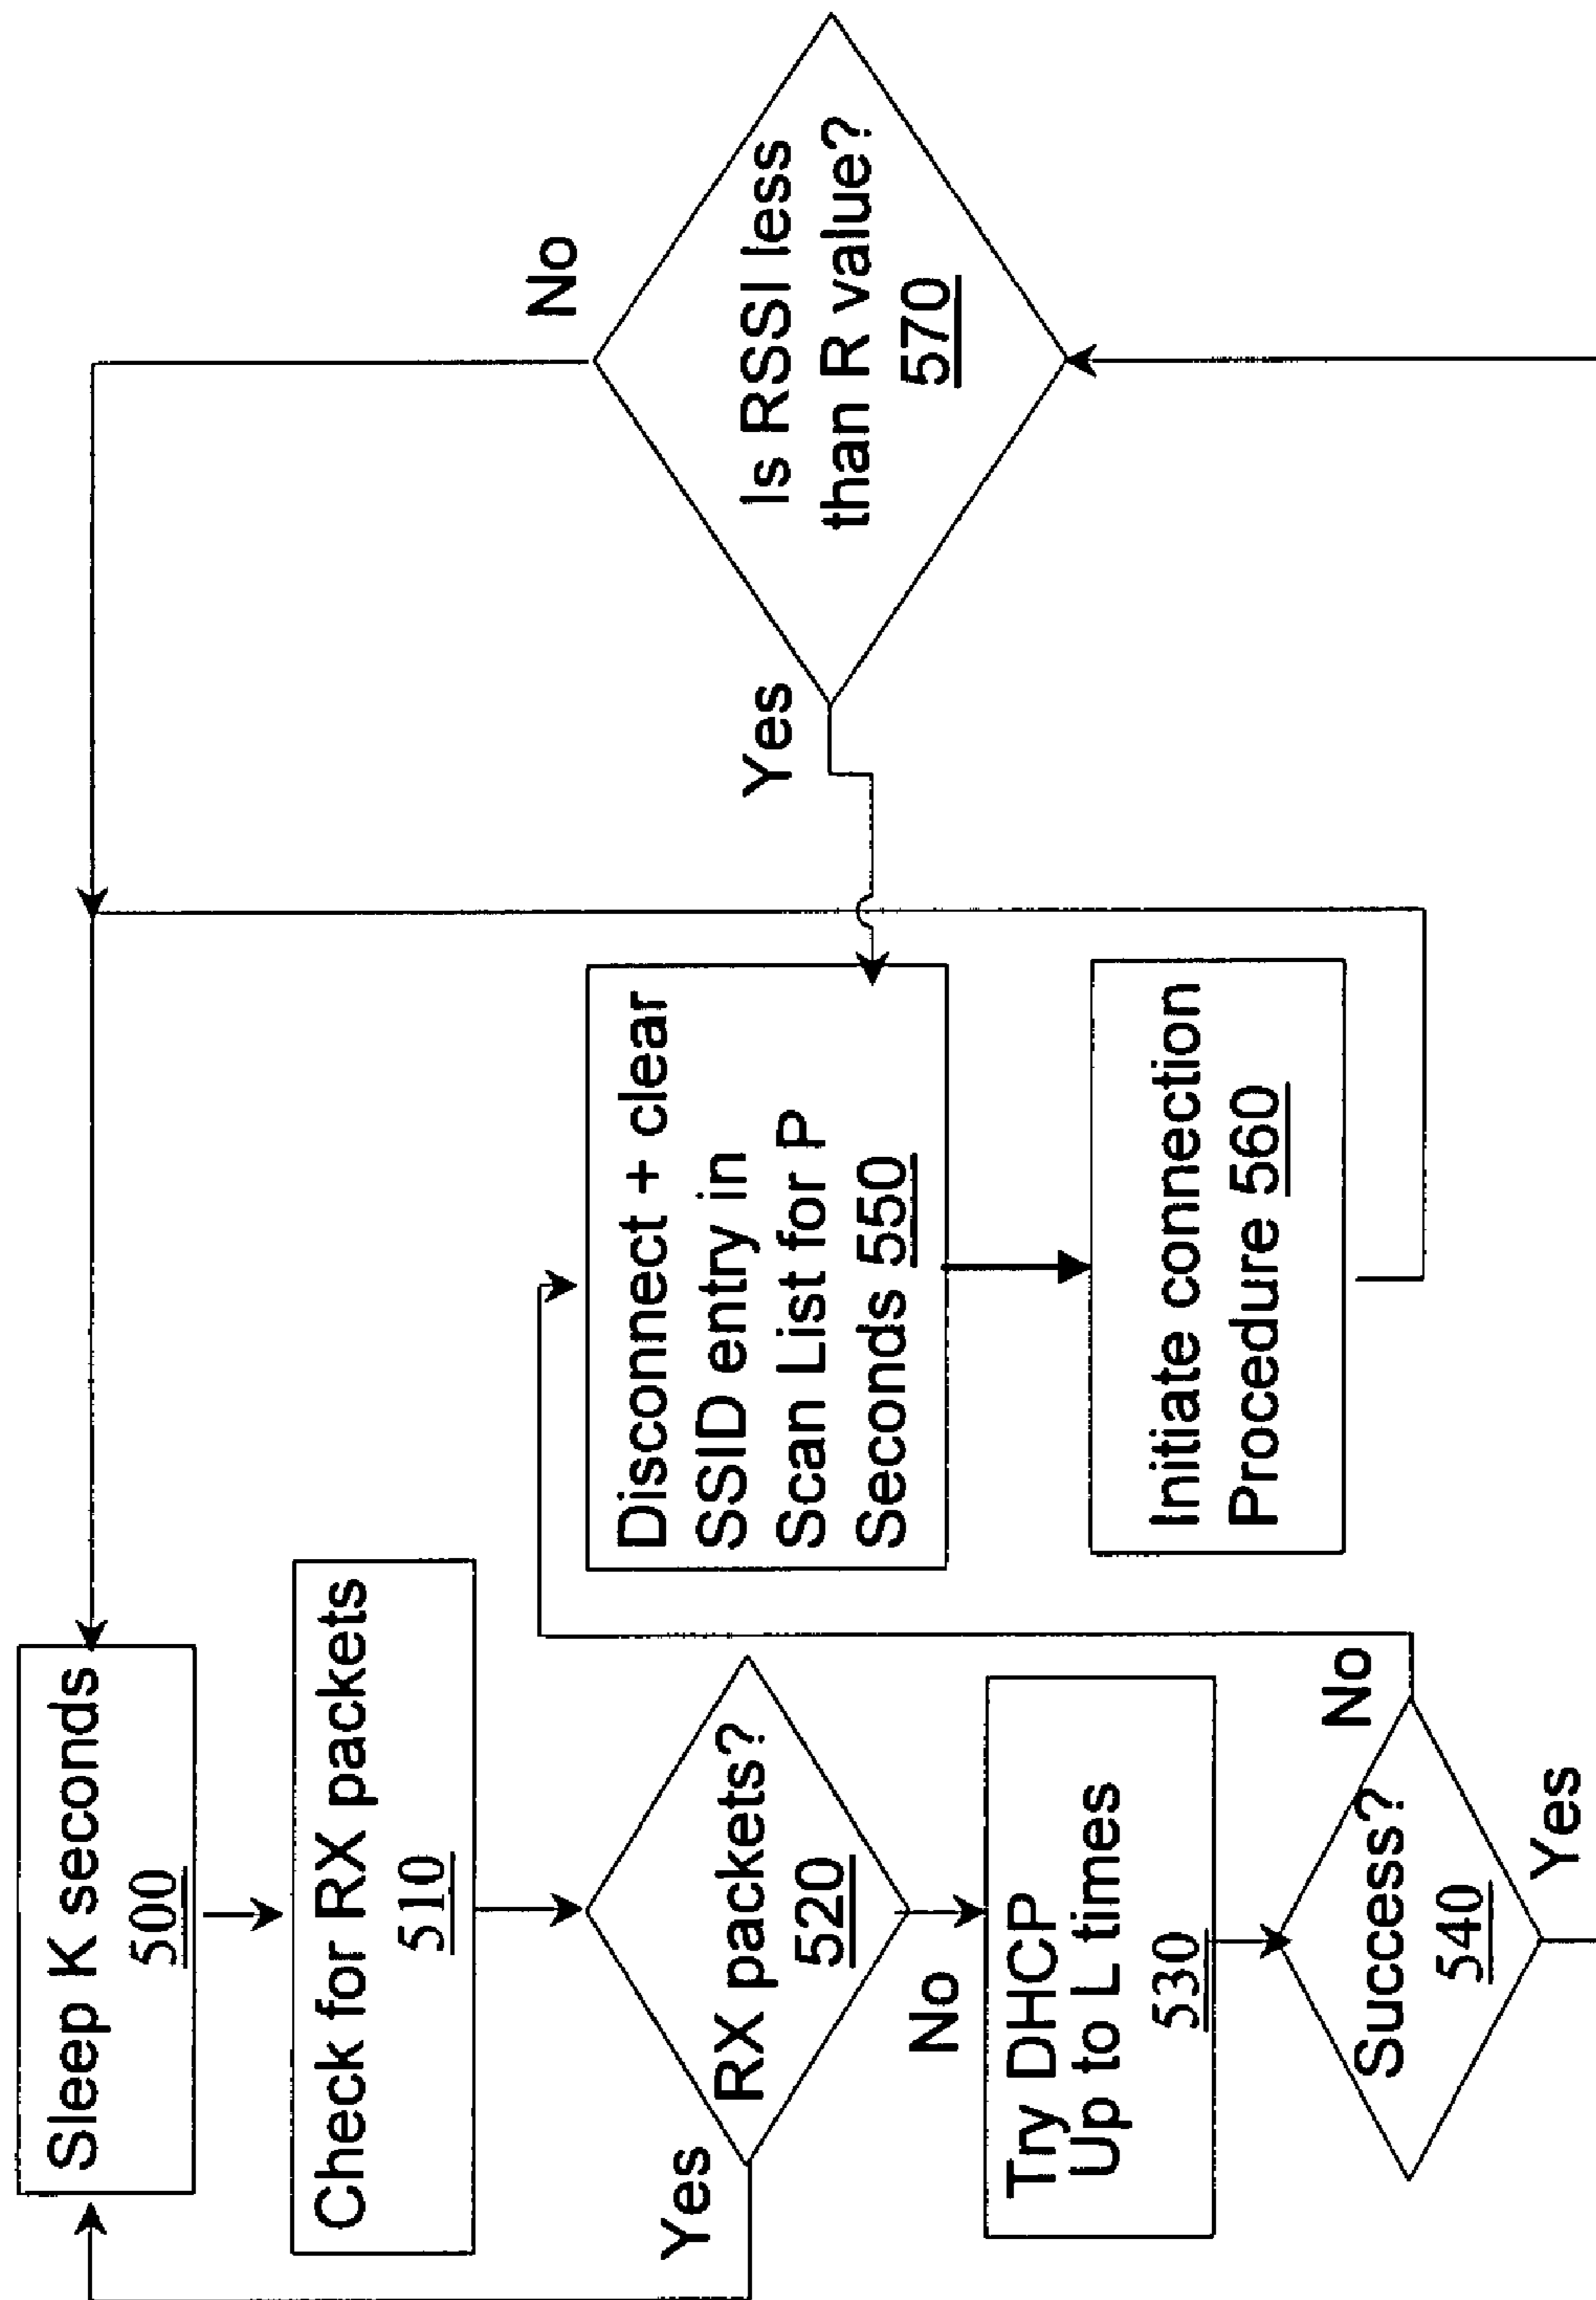 Sleep K seconds
500
Check for RX packets
510
RX packets?
520
Yes
No
Try DHCP
Up to L times
530
Success?
540
No
Yes
Disconnect + clear
SSID entry in
Scan List for P
Seconds 550
Initiate connection
Procedure 560
Is RSSI less
than R value?
570
Yes
No